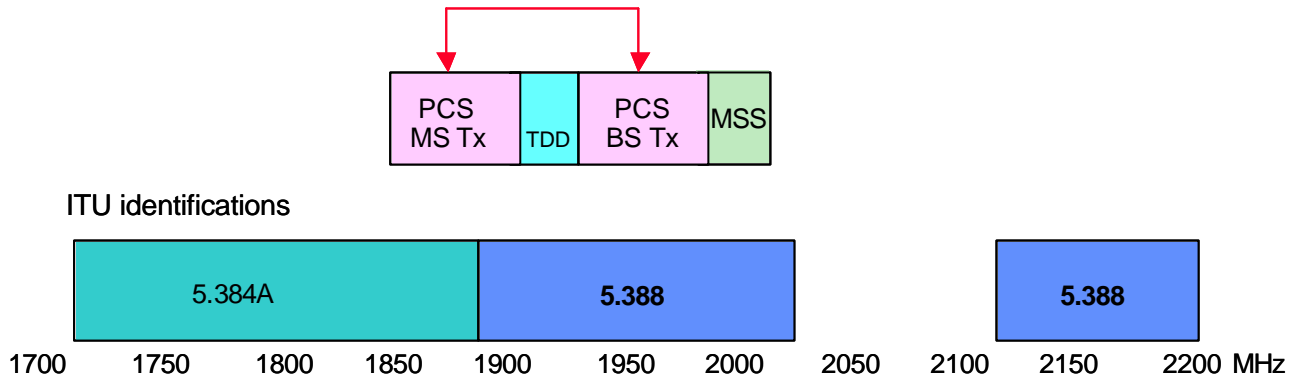 PCS
MS Tx
TDD
PCS
BS Tx
MSS
ITU identifications
5.384A
5.388
5.388
1700 1750 1800 1850 1900 1950 2000 2050 2100 2150 2200 MHz